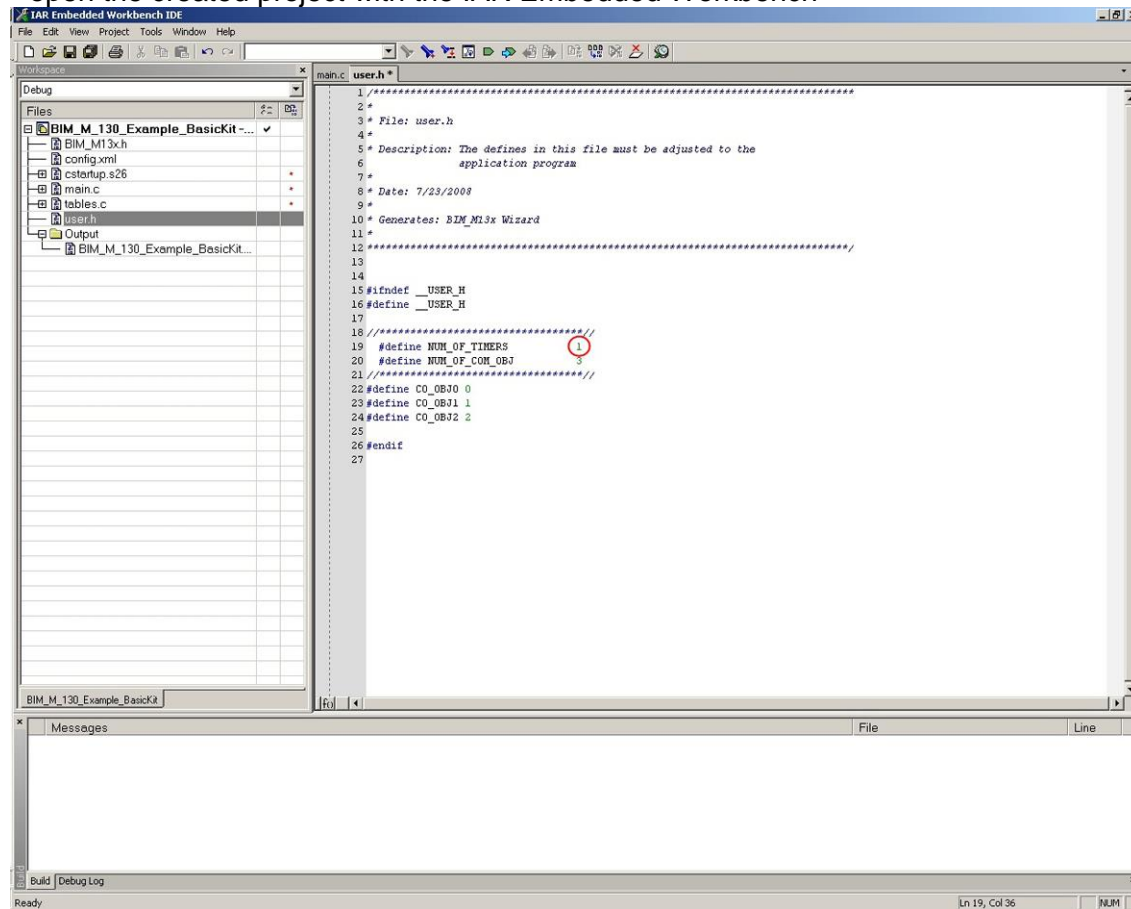 open the created project with the IAR Embedded Workbench
IAR Embedded Workbench IDE
File Edit View Project Tools Window Help
Workspace
main.c user.h *
Debug
Files
BIM_M_130_Example_BasicKit -...
BIM_M13x.h
config.xml
cstartup.s26
main.c
tables.c
user.h
Output
BIM_M_130_Example_BasicKit...
BIM_M_130_Example_BasicKit
1 /******************************************************************************
2 *
3 * File: user.h
4 *
5 * Description: The defines in this file must be adjusted to the
6 application program
7 *
8 * Date: 7/23/2008
9 *
10 * Generates: BIM_M13x Wizard
11 *
12 ******************************************************************************/
13
14
15 #ifndef __USER_H
16 #define __USER_H
17
18 //*********************************//
19 #define NUM_OF_TIMERS 1
20 #define NUM_OF_COM_OBJ 3
21 //*********************************//
22 #define CO_OBJ0 0
23 #define CO_OBJ1 1
24 #define CO_OBJ2 2
25
26 #endif
27
Messages File Line
Build
Build Debug Log
Ready Ln 19, Col 36 NUM